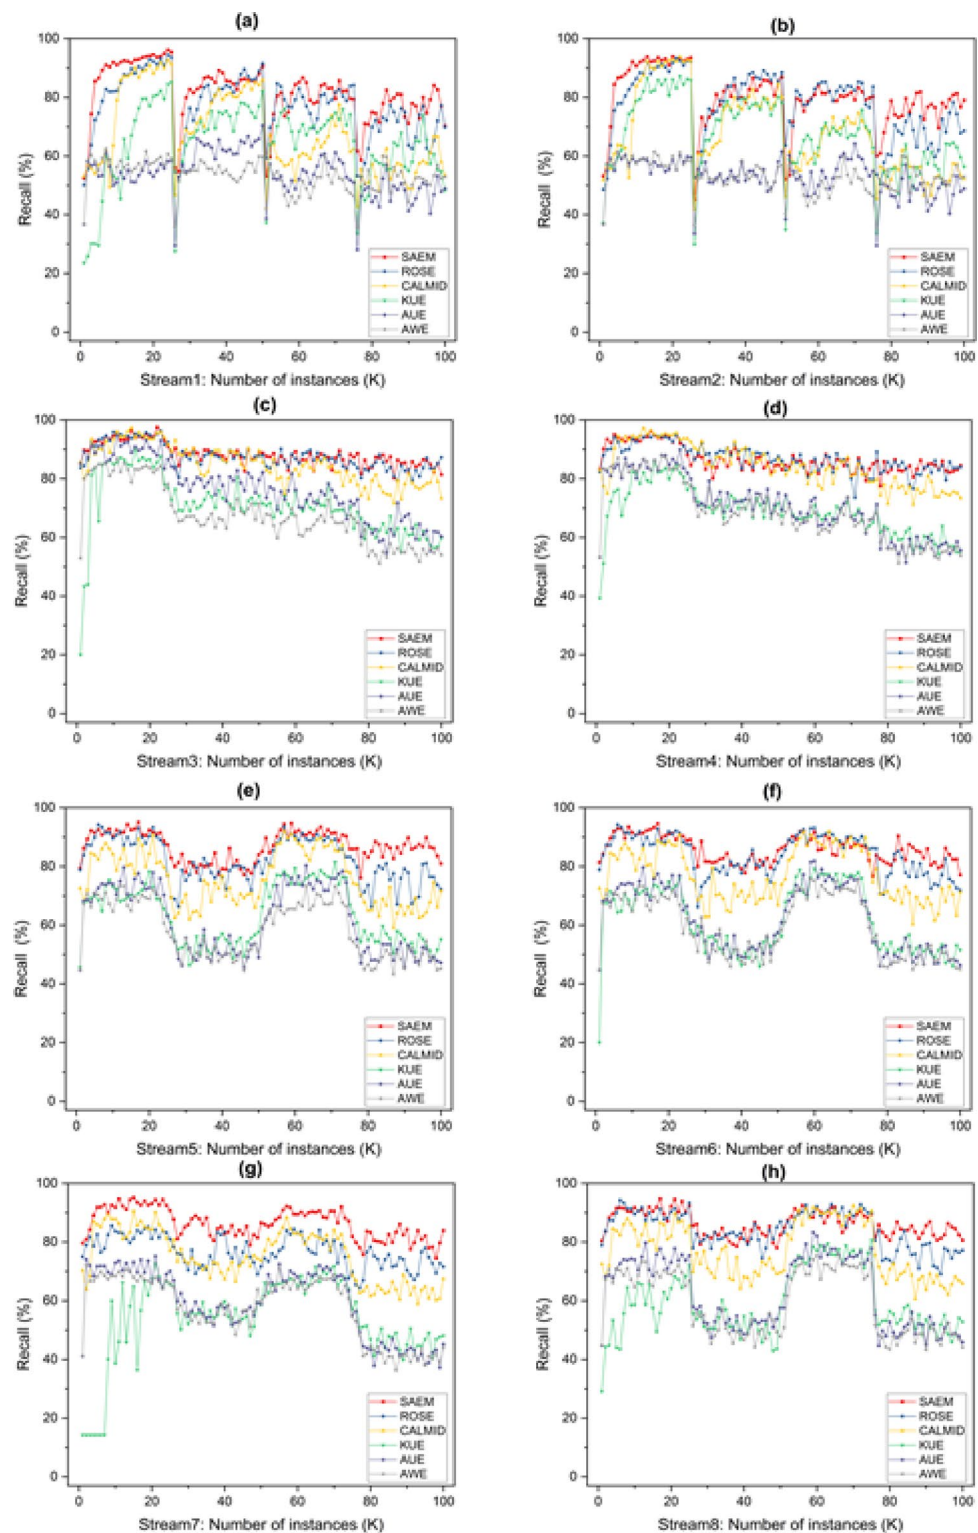 (a)
100
80
60
40
20
0
Recall (%)
SAEM
ROSE
CALMID
KUE
AUE
AWE
0 20 40 60 80 100
Stream1: Number of instances (K)
(b)
100
80
60
40
20
0
Recall (%)
SAEM
ROSE
CALMID
KUE
AUE
AWE
0 20 40 60 80 100
Stream2: Number of instances (K)
(c)
100
80
60
40
20
0
Recall (%)
SAEM
ROSE
CALMID
KUE
AUE
AWE
0 20 40 60 80 100
Stream3: Number of instances (K)
(d)
100
80
60
40
20
0
Recall (%)
SAEM
ROSE
CALMID
KUE
AUE
AWE
0 20 40 60 80 100
Stream4: Number of instances (K)
(e)
100
80
60
40
20
0
Recall (%)
SAEM
ROSE
CALMID
KUE
AUE
AWE
0 20 40 60 80 100
Stream5: Number of instances (K)
(f)
100
80
60
40
20
0
Recall (%)
SAEM
ROSE
CALMID
KUE
AUE
AWE
0 20 40 60 80 100
Stream6: Number of instances (K)
(g)
100
80
60
40
20
0
Recall (%)
SAEM
ROSE
CALMID
KUE
AUE
AWE
0 20 40 60 80 100
Stream7: Number of instances (K)
(h)
100
80
60
40
20
0
Recall (%)
SAEM
ROSE
CALMID
KUE
AUE
AWE
0 20 40 60 80 100
Stream8: Number of instances (K)